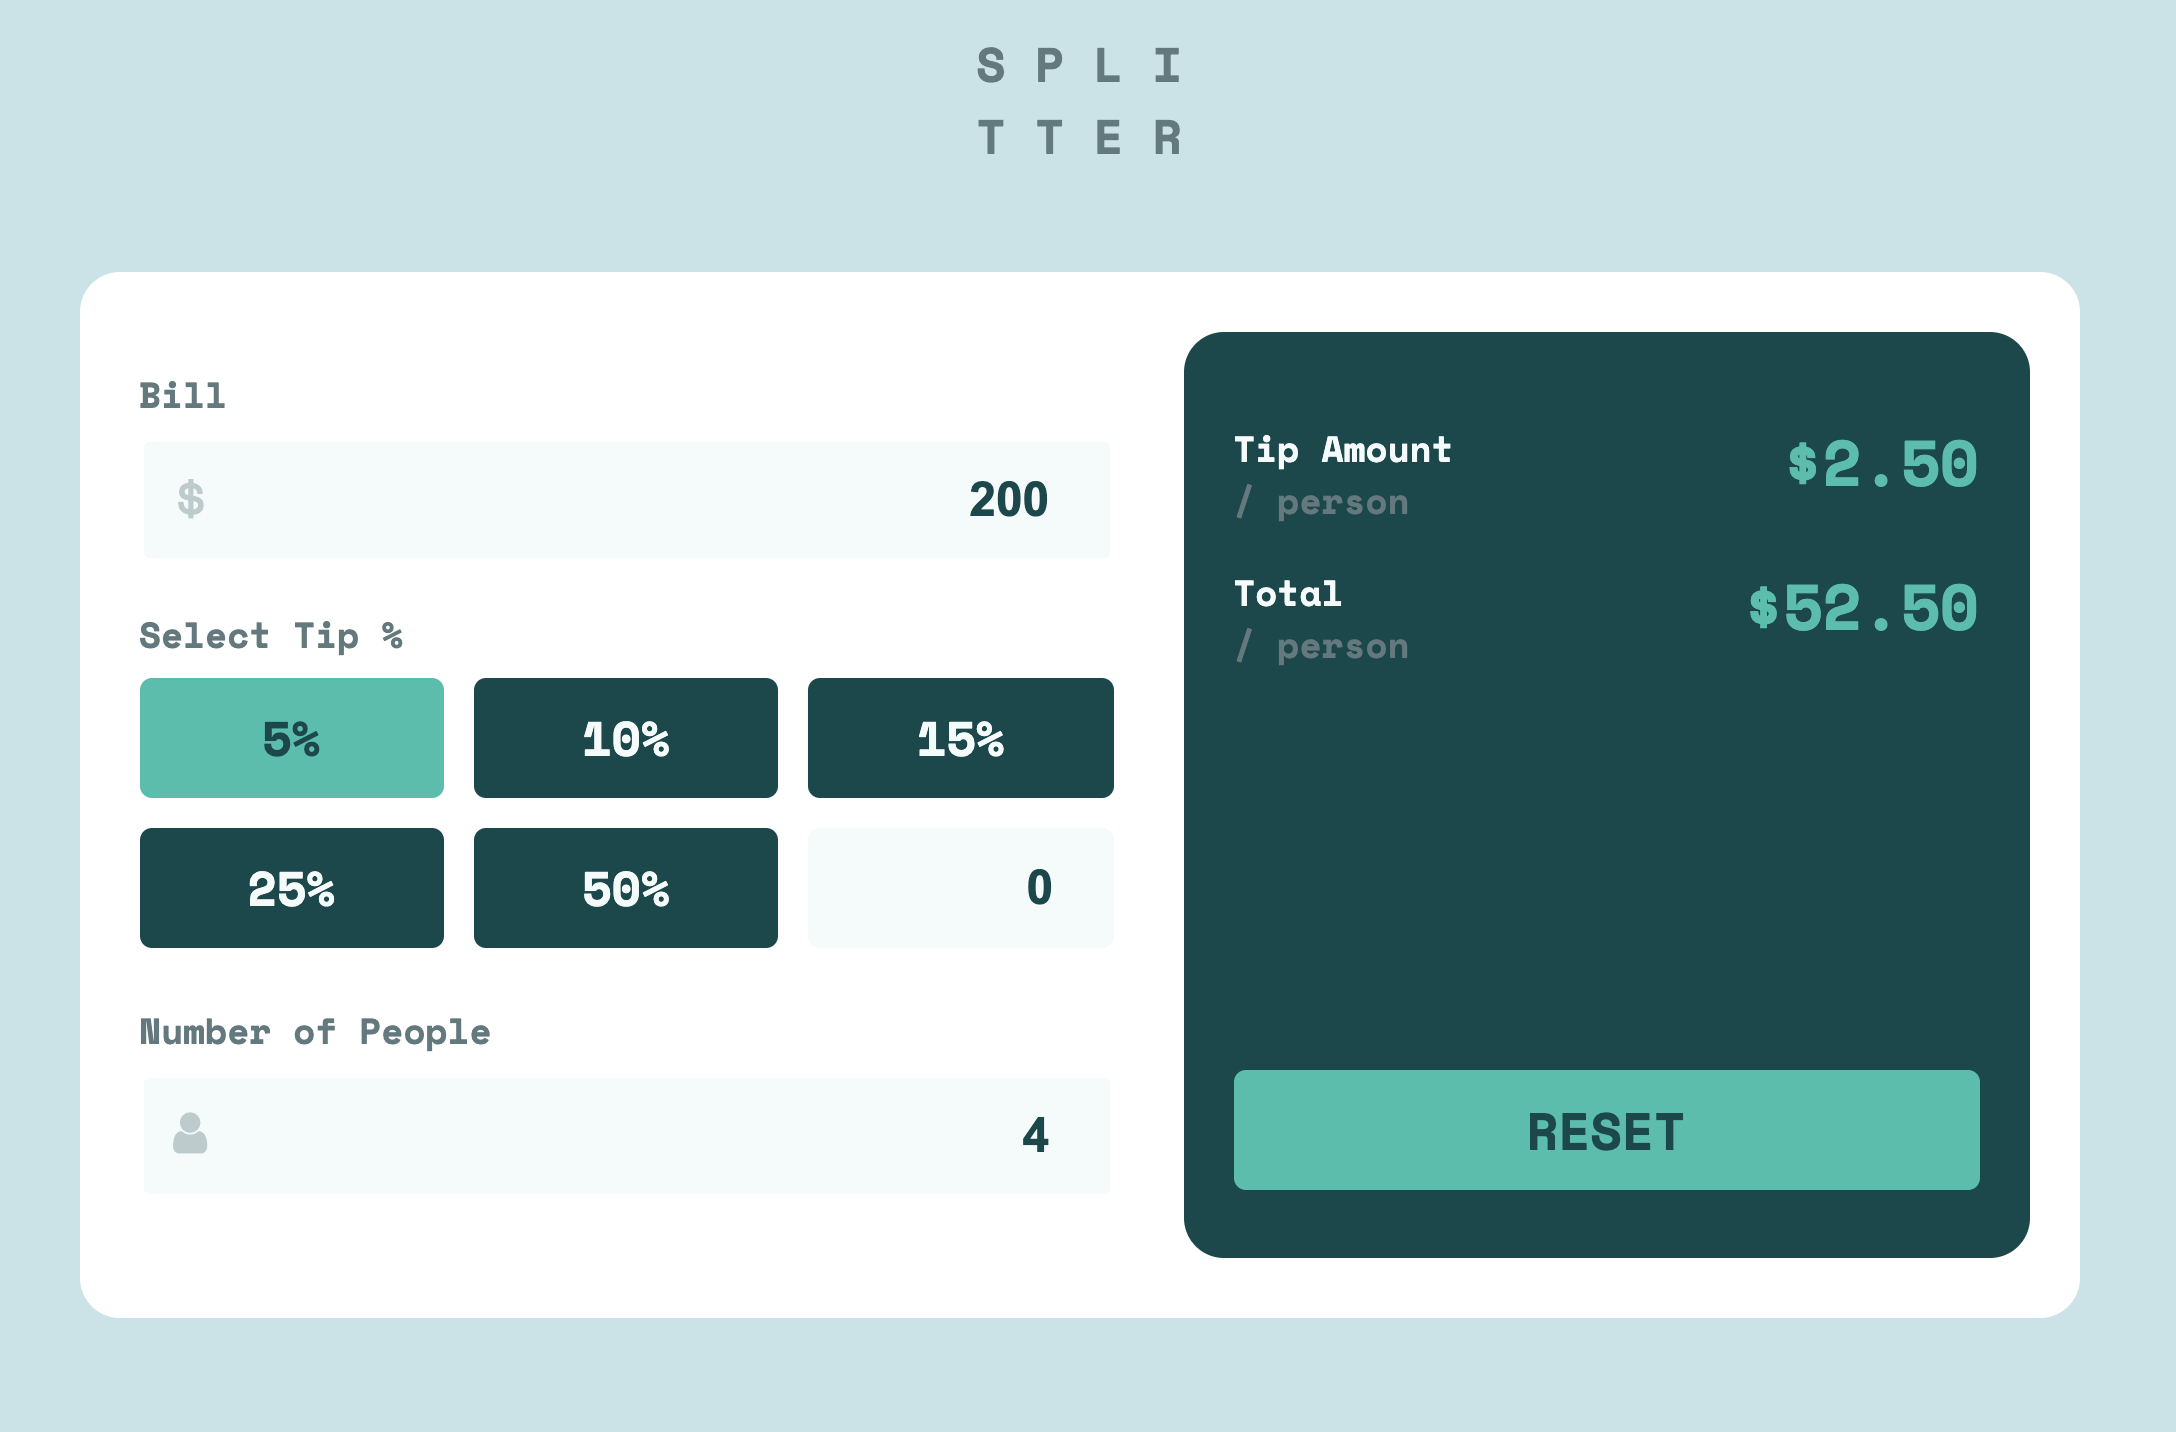 S P L I
T T E R
Bill
$ 200
Select Tip %
5% 10% 15%
25% 50% 0
Number of People
4
Tip Amount $2.50
/ person
Total $52.50
/ person
RESET